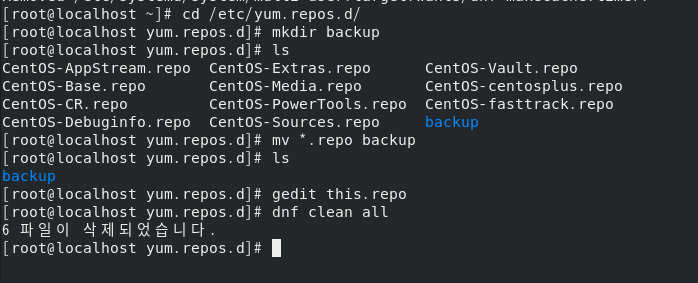 [root@localhost ~]# cd /etc/yum.repos.d/
[root@localhost yum.repos.d]# mkdir backup
[root@localhost yum.repos.d]# ls
CentOS-AppStream.repo CentOS-Extras.repo CentOS-Vault.repo
CentOS-Base.repo CentOS-Media.repo CentOS-centosplus.repo
CentOS-CR.repo CentOS-PowerTools.repo CentOS-fasttrack.repo
CentOS-Debuginfo.repo CentOS-Sources.repo backup
[root@localhost yum.repos.d]# mv *.repo backup
[root@localhost yum.repos.d]# ls
backup
[root@localhost yum.repos.d]# gedit this.repo
[root@localhost yum.repos.d]# dnf clean all
6 파일이 삭제되었습니다.
[root@localhost yum.repos.d]#